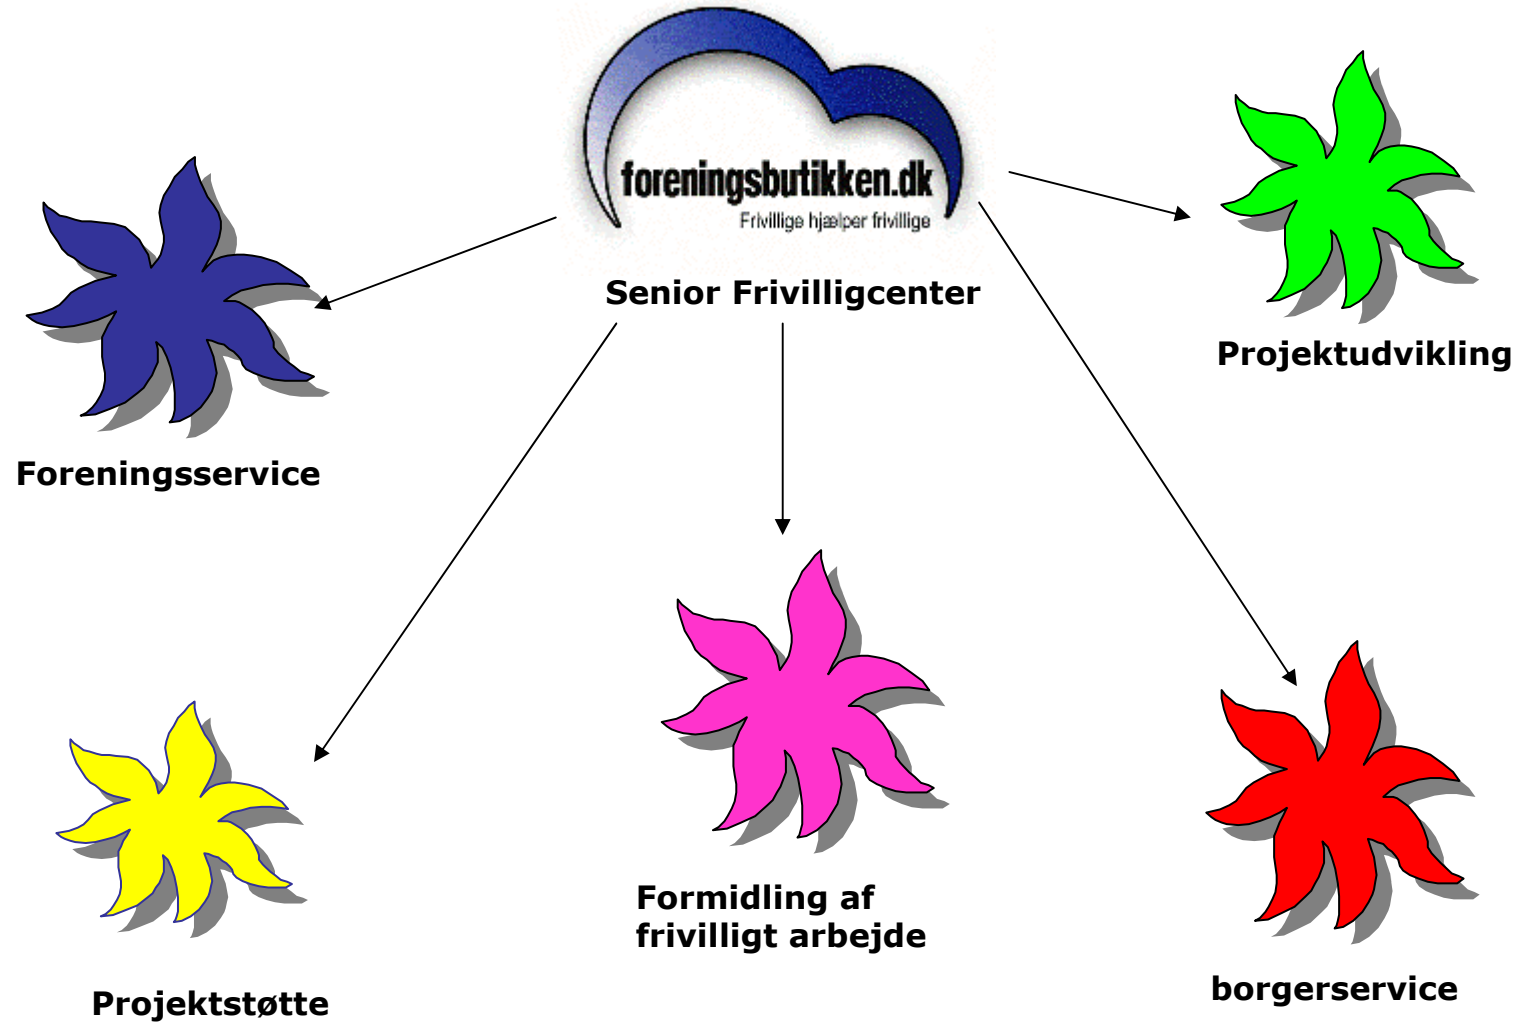 foreningsbutikken.dk
Frivillige hjælper frivillige
Senior Frivilligcenter
Projektudvikling
Foreningsservice
Formidling af
frivilligt arbejde
Projektstøtte
borgerservice